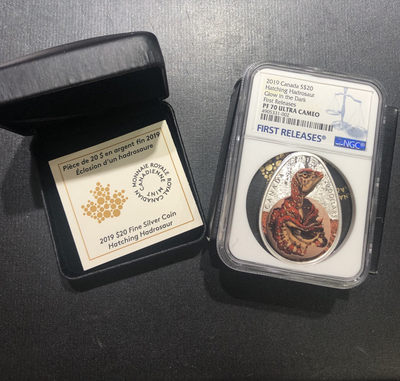 Pièce de 20 $ en argent fin 2019
Éclosion d'un hadrosaure
MONNAIE ROYALE CANADIENNE
ROYAL CANADIAN MINT
2019 $20 Fine Silver Coin
Hatching Hadrosaur
2019 Canada S$20
Hatching Hadrosaur
Glow in the Dark
First Releases
PF 70 ULTRA CAMEO
FIRST RELEASES®
NGC
CANADA